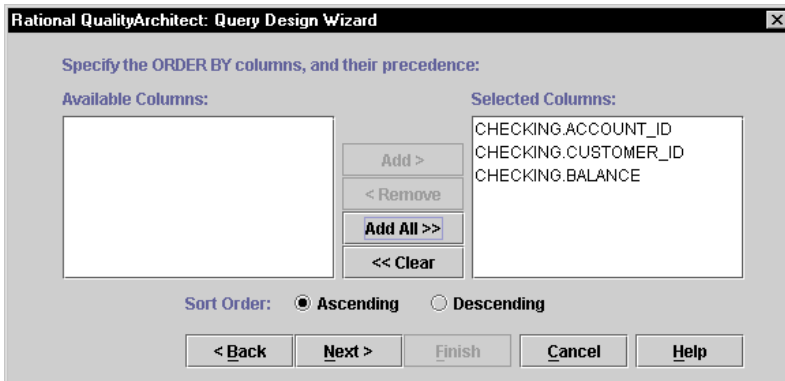 Rational QualityArchitect: Query Design Wizard
Specify the ORDER BY columns, and their precedence:
Available Columns:
Selected Columns:
CHECKING.ACCOUNT_ID
CHECKING.CUSTOMER_ID
CHECKING.BALANCE
Add >
< Remove
Add All >>
<< Clear
Sort Order: Ascending Descending
< Back Next > Finish Cancel Help